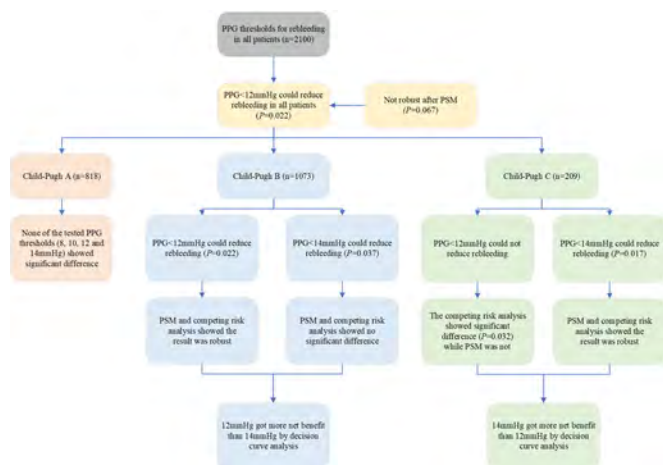 PPG thresholds for rebleeding
in all patients (n=2100)
PPG<12mmHg could reduce
rebleeding in all patients
(P=0.022)
Not robust after PSM
(P=0.067)
Child-Pugh A (n=818)
Child-Pugh B (n=1073)
Child-Pugh C (n=209)
None of the tested PPG
thresholds (8, 10, 12 and
14mmHg) showed
significant difference
PPG<12mmHg could reduce
rebleeding (P=0.022)
PPG<14mmHg could reduce
rebleeding (P=0.037)
PPG<12mmHg could not
reduce rebleeding
PPG<14mmHg could reduce
rebleeding (P=0.017)
PSM and competing risk
analysis showed the
result was robust
PSM and competing risk
analysis showed no
significant difference
The competing risk analysis
showed significant
difference (P=0.032)
while PSM was not
PSM and competing risk
analysis showed the
result was robust
12mmHg got more net benefit
than 14mmHg by decision
curve analysis
14mmHg got more net benefit
than 12mmHg by decision
curve analysis